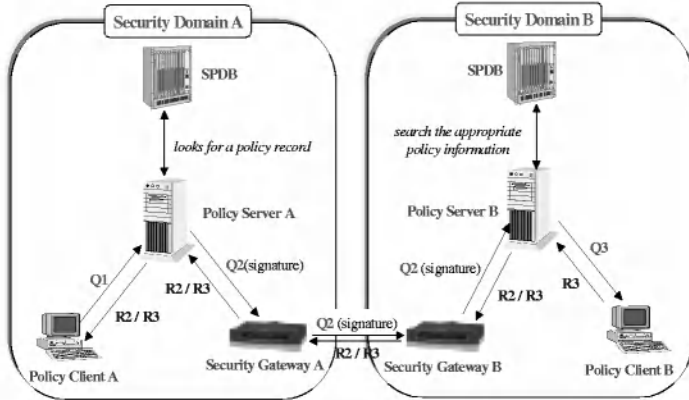 Security Domain A
SPDB
looks for a policy record
Policy Server A
Q1
R2 / R3
Q2(signature)
R2 / R3
Policy Client A
Security Gateway A
Q2 (signature)
R2 / R3
Security Domain B
SPDB
search the appropriate
policy information
Policy Server B
Q2 (signature)
R2 / R3
Q3
R3
Security Gateway B
Policy Client B